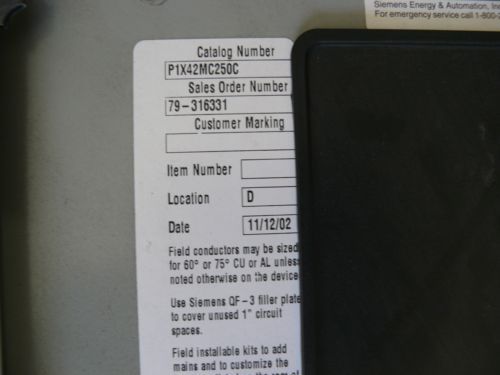 Siemens Energy & Automation, Inc
For emergency service call 1-800-
Catalog Number
P1X42MC250C
Sales Order Number
79-316331
Customer Marking
Item Number
Location D
Date 11/12/02
Field conductors may be sized
for 60° or 75° CU or AL unless
noted otherwise on the device
Use Siemens QF-3 filler plate
to cover unused 1" circuit
spaces.
Field installable kits to add
mains and to customize the